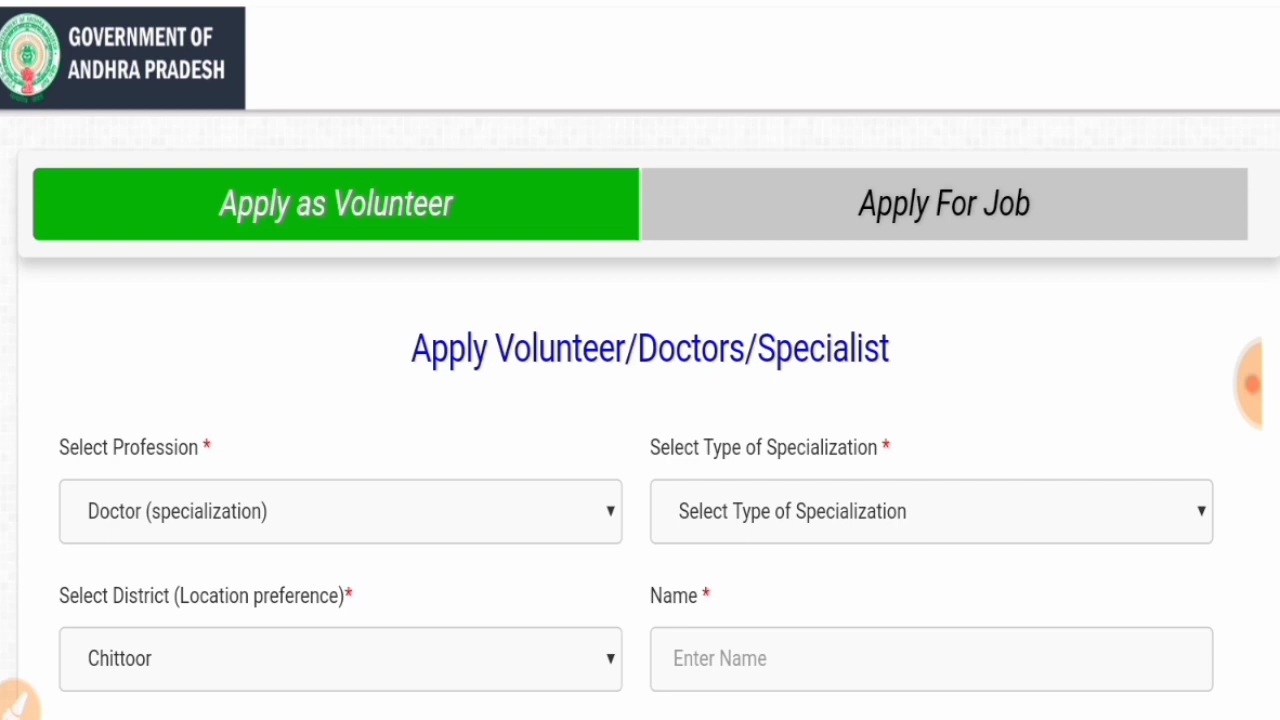 GOVERNMENT OF
ANDHRA PRADESH
Apply as Volunteer
Apply For Job
Apply Volunteer/Doctors/Specialist
Select Profession *
Select Type of Specialization *
Doctor (specialization)
Select Type of Specialization
Select District (Location preference)*
Name *
Chittoor
Enter Name